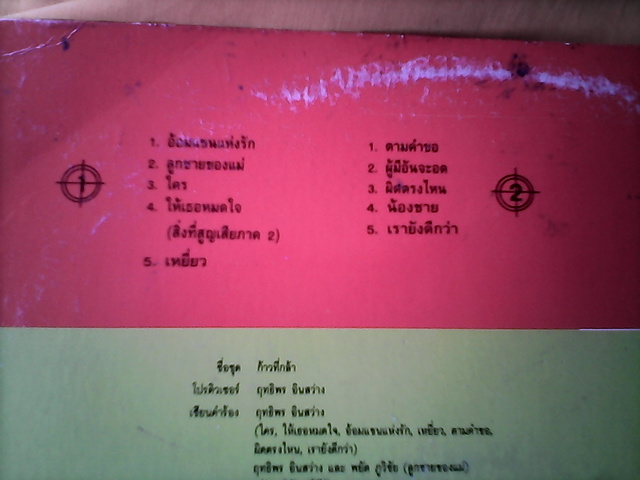 1
1. อ้อมแขนแห่งรัก
2. ลูกชายของแม่
3. ใคร
4. ให้เธอหมดใจ
(สิ่งที่สูญเสียภาค 2)
5. เหยี่ยว
2
1. ตามคำขอ
2. ผู้มีอันจะอด
3. ผิดตรงไหน
4. น้องชาย
5. เรายังดีกว่า
ชื่อชุด ก้าวที่กล้า
โปรดิวเซอร์ ฤทธิพร อินสว่าง
เขียนคำร้อง ฤทธิพร อินสว่าง
(ใคร, ให้เธอหมดใจ, อ้อมแขนแห่งรัก, เหยี่ยว, ตามคำขอ,
ผิดตรงไหน, เรายังดีกว่า)
ฤทธิพร อินสว่าง และ พยัต ภูวิชัย (ลูกชายของแม่)